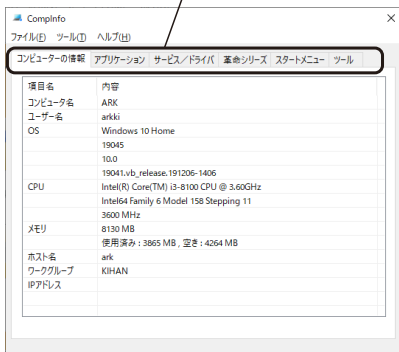 CompInfo
ファイル(F) ツール(T) ヘルプ(H)
コンピューターの情報 アプリケーション サービス／ドライバ 革命シリーズ スタートメニュー ツール
項目名 内容
コンピュータ名 ARK
ユーザー名 arkki
OS Windows 10 Home
19045
10.0
19041.vb_release.191206-1406
CPU Intel(R) Core(TM) i3-8100 CPU @ 3.60GHz
Intel64 Family 6 Model 158 Stepping 11
3600 MHz
メモリ 8130 MB
使用済み : 3865 MB , 空き : 4264 MB
ホスト名 ark
ワークグループ KIHAN
IPアドレス